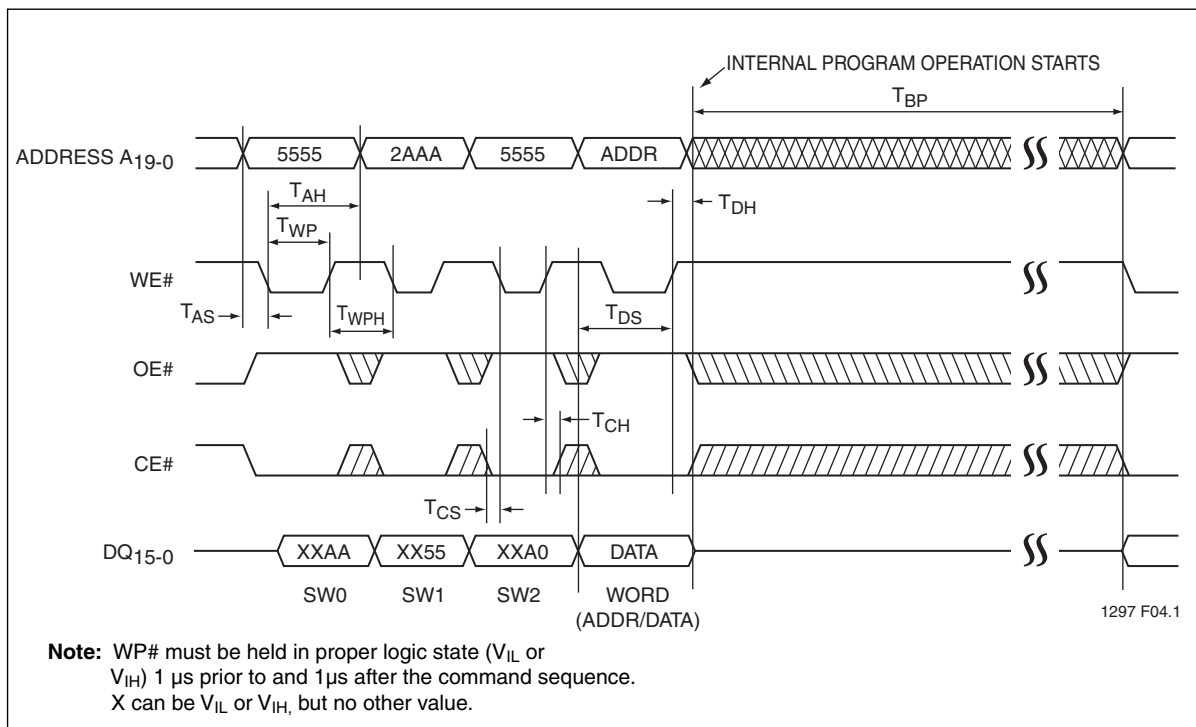 INTERNAL PROGRAM OPERATION STARTS
TBP
ADDRESS A19-0
5555
2AAA
5555
ADDR
TAH
TDH
TWP
WE#
TAS
TWPH
TDS
OE#
TCH
CE#
TCS
DQ15-0
XXAA
XX55
XXA0
DATA
SW0
SW1
SW2
WORD
(ADDR/DATA)
1297 F04.1
Note: WP# must be held in proper logic state (VIL or
VIH) 1 µs prior to and 1µs after the command sequence.
X can be VIL or VIH, but no other value.